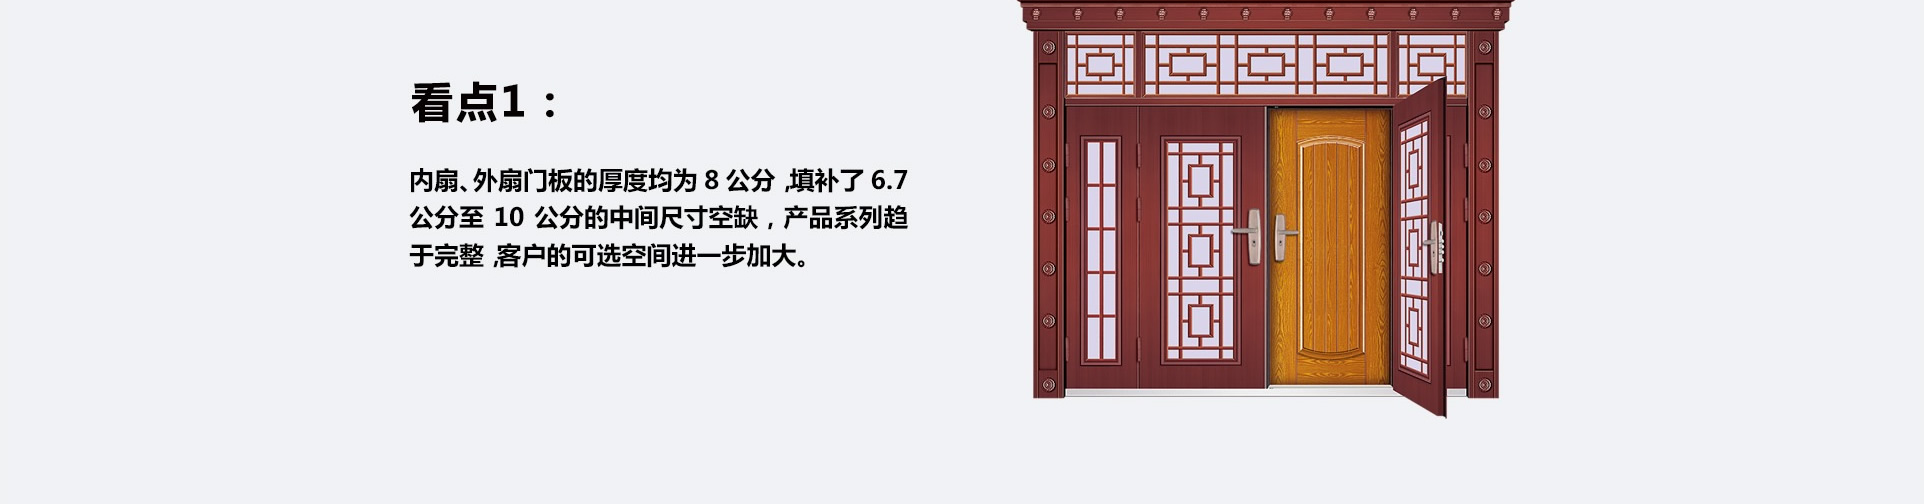 看点1：
内扇、外扇门板的厚度均为 8 公分，填补了 6.7
公分至 10 公分的中间尺寸空缺，产品系列趋
于完整，客户的可选空间进一步加大。